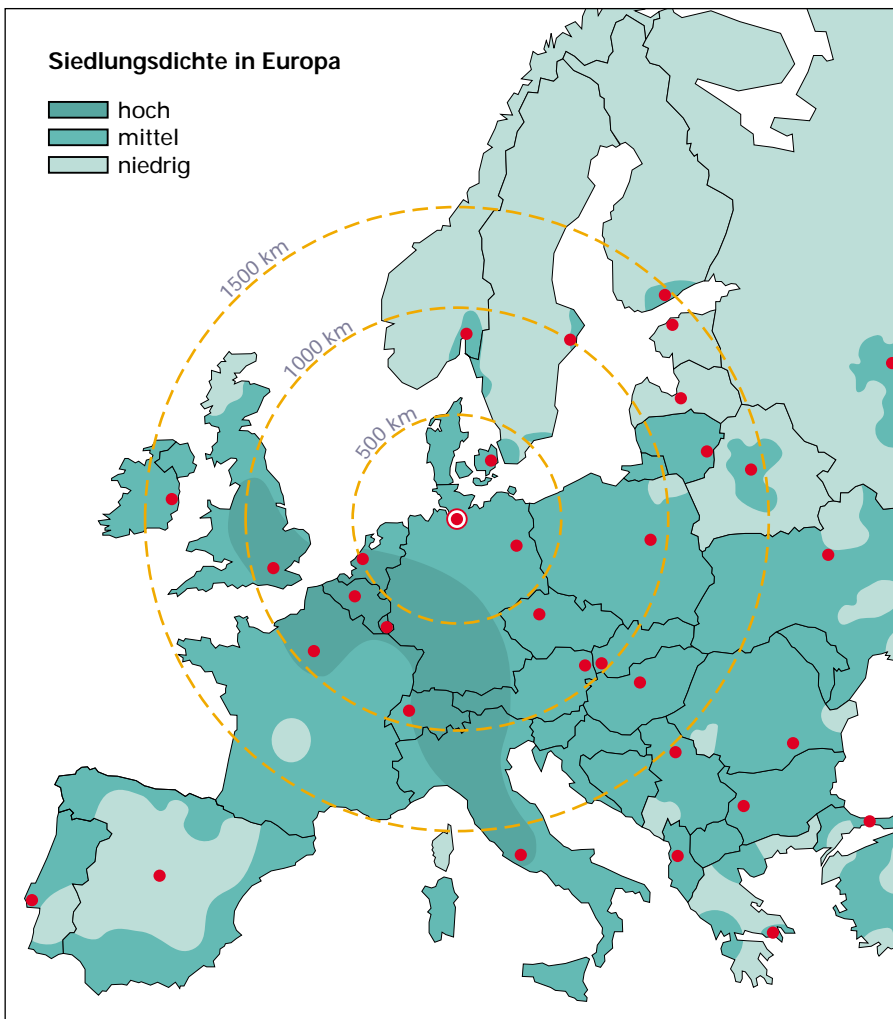 Siedlungsdichte in Europa
hoch
mittel
niedrig
1500 km
1000 km
500 km